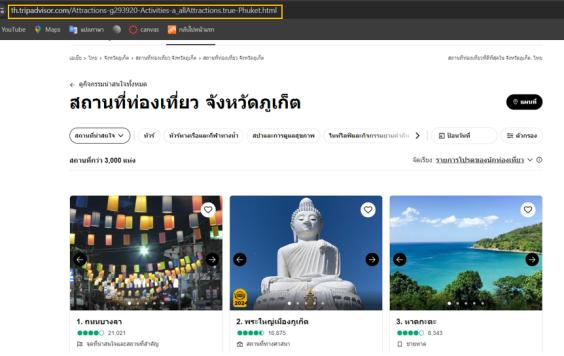 th.tripadvisor.com/Attractions-g293920-Activities-a_allAttractions.true-Phuket.html
YouTube Maps แปลภาษา canvas กลับไปหน้าแรก
เอเชีย > ไทย > จังหวัดภูเก็ต > สถานที่ท่องเที่ยว จังหวัดภูเก็ต > สถานที่ท่องเที่ยว จังหวัดภูเก็ต
← ดูกิจกรรมน่าสนใจทั้งหมด
สถานที่ท่องเที่ยว จังหวัดภูเก็ต
แผนที่
สถานที่น่าสนใจ ทัวร์ ทัวร์ทางเรือและกีฬาทางน้ำ สปาและการดูแลสุขภาพ ป้อนวันที่ ตัวกรอง
สถานที่กว่า 3,000 แห่ง
จัดเรียง: รายการโปรดของนักท่องเที่ยว
2024
1. ถนนบางลา
21,021
จุดที่น่าสนใจและสถานที่สำคัญ
2. พระใหญ่เมืองภูเก็ต
16,875
สถานที่ทางศาสนา
3. หาดกะตะ
8,343
ชายหาด